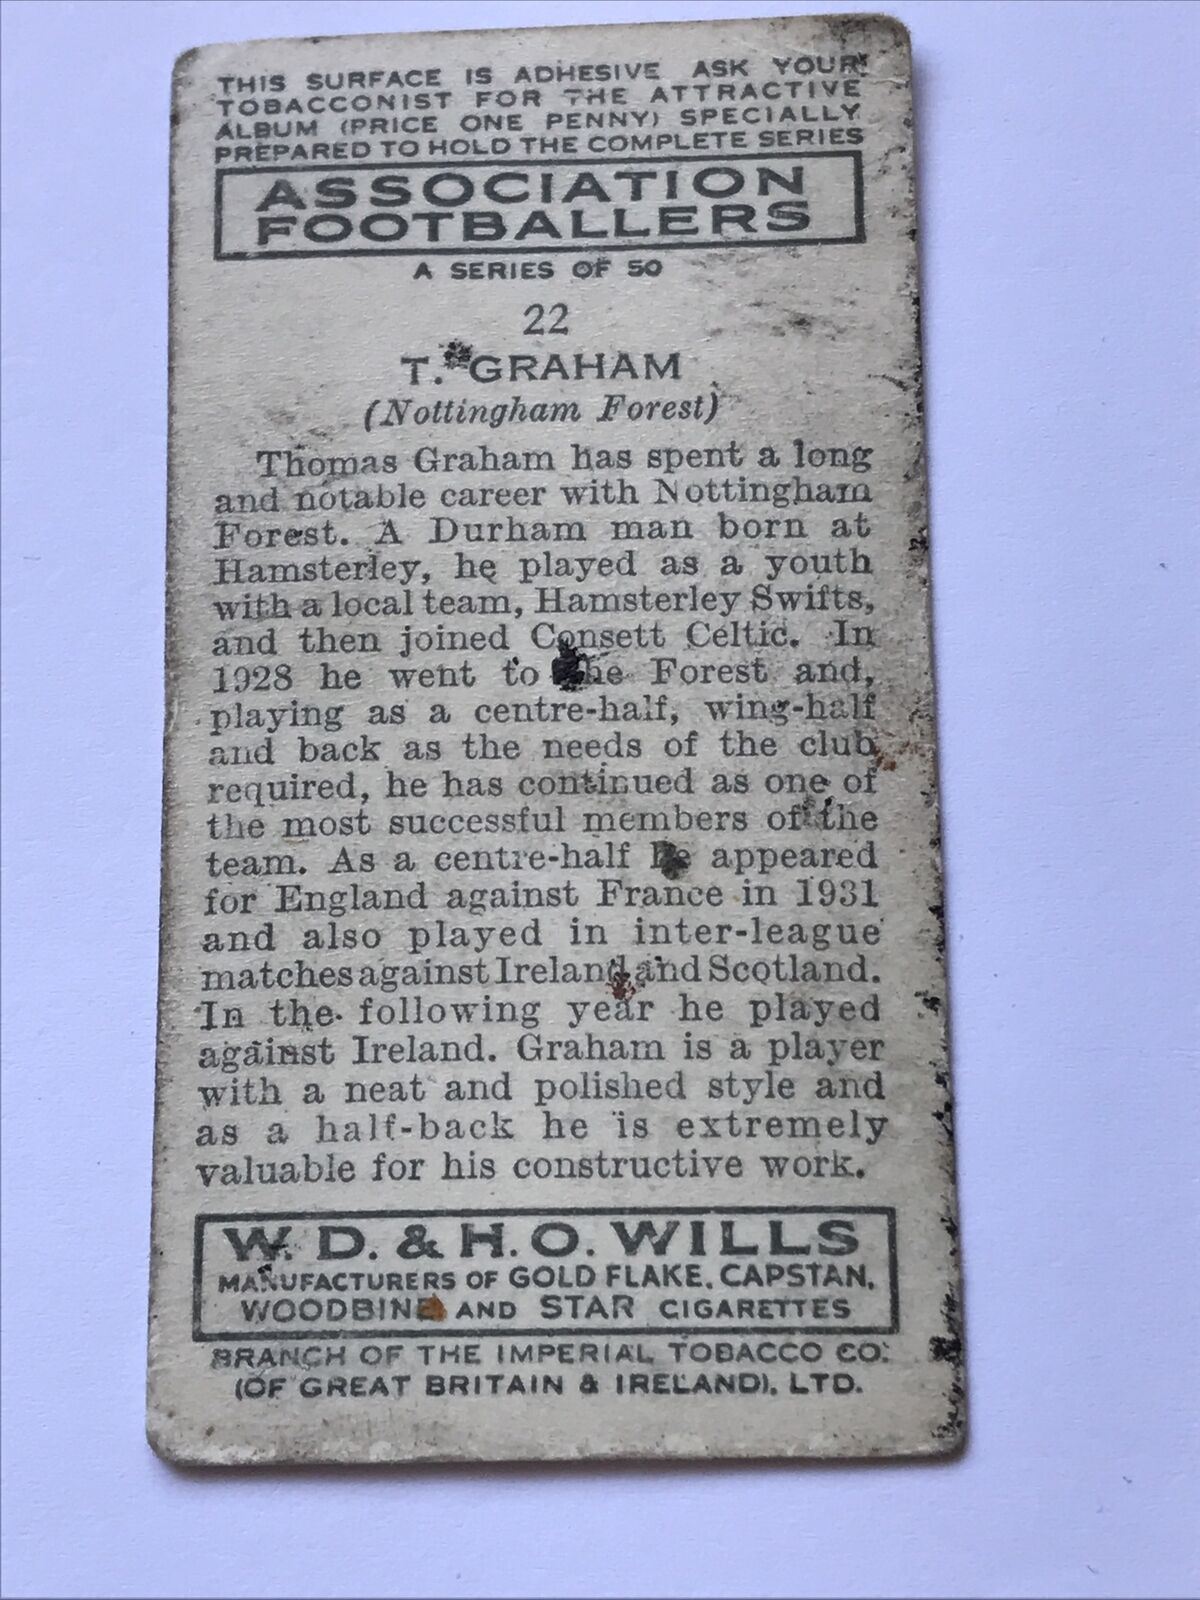 THIS SURFACE IS ADHESIVE ASK YOUR
TOBACCONIST FOR THE ATTRACTIVE
ALBUM (PRICE ONE PENNY) SPECIALLY
PREPARED TO HOLD THE COMPLETE SERIES
ASSOCIATION
FOOTBALLERS
A SERIES OF 50
22
T. GRAHAM
(Nottingham Forest)
Thomas Graham has spent a long
and notable career with Nottingham
Forest. A Durham man born at
Hamsterley, he played as a youth
with a local team, Hamsterley Swifts,
and then joined Consett Celtic. In
1928 he went to the Forest and,
playing as a centre-half, wing-half
and back as the needs of the club
required, he has continued as one of
the most successful members of the
team. As a centre-half he appeared
for England against France in 1931
and also played in inter-league
matches against Ireland and Scotland.
In the following year he played
against Ireland. Graham is a player
with a neat and polished style and
as a half-back he is extremely
valuable for his constructive work.
W. D. & H. O. WILLS
MANUFACTURERS OF GOLD FLAKE, CAPSTAN,
WOODBINE AND STAR CIGARETTES
BRANCH OF THE IMPERIAL TOBACCO CO.
(OF GREAT BRITAIN & IRELAND), LTD.